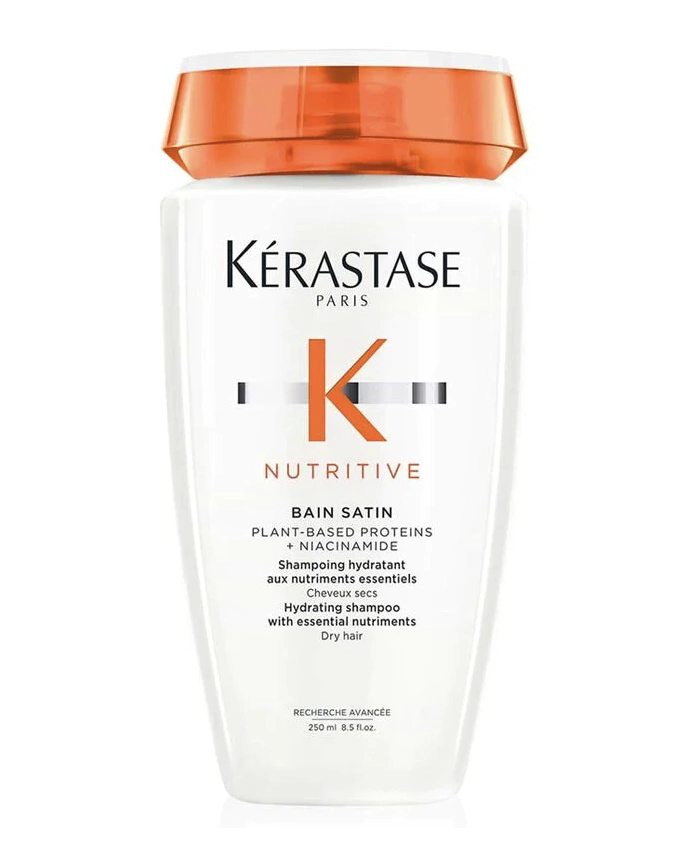 KÉRASTASE
PARIS
K
NUTRITIVE
BAIN SATIN
PLANT-BASED PROTEINS
+ NIACINAMIDE
Shampoing hydratant
aux nutriments essentiels
Cheveux secs
Hydrating shampoo
with essential nutriments
Dry hair
RECHERCHE AVANCÉE
250 ml 8.5 fl.oz.